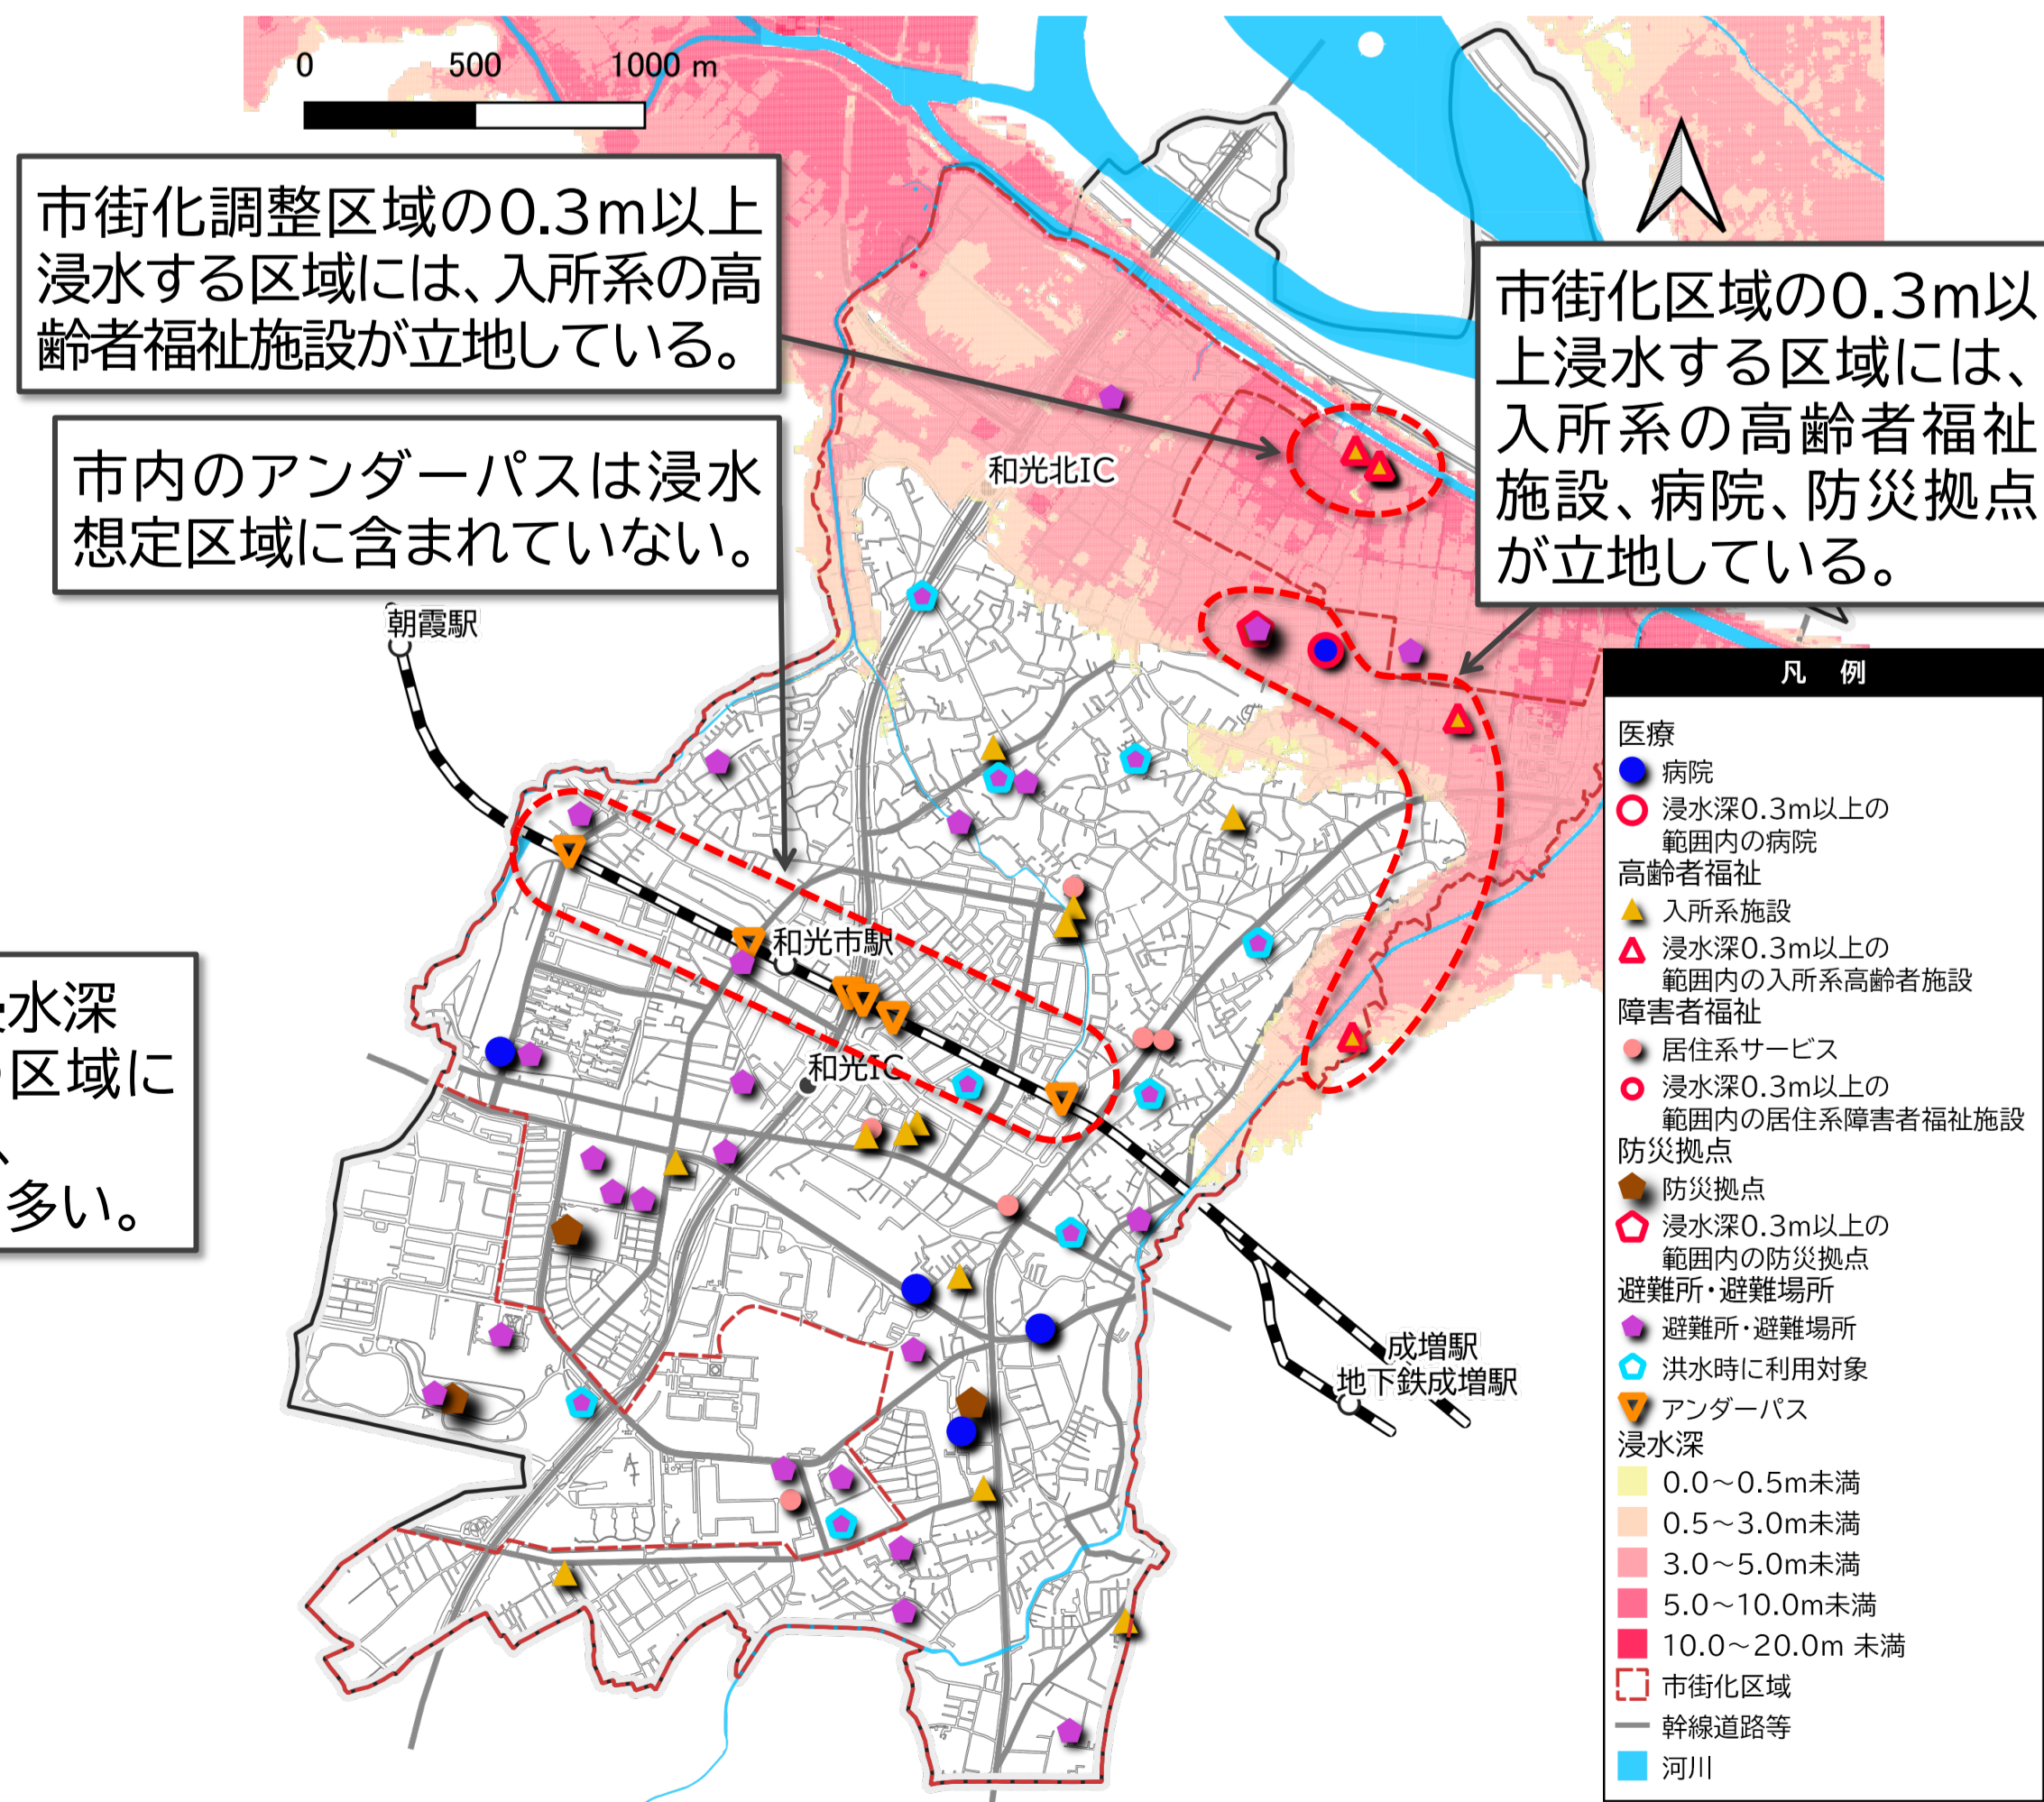 0 500 1000 m
市街化調整区域の0.3m以上
浸水する区域には、入所系の高
齢者福祉施設が立地している。
市街化区域の0.3m以
上浸水する区域には、
入所系の高齢者福祉
施設、病院、防災拠点
が立地している。
市内のアンダーパスは浸水
想定区域に含まれていない。
和光北IC
朝霞駅
和光市駅
和光IC
水深
区域に
、
多い。
成増駅
地下鉄成増駅
凡 例
医療
病院
浸水深0.3m以上の
範囲内の病院
高齢者福祉
入所系施設
浸水深0.3m以上の
範囲内の入所系高齢者施設
障害者福祉
居住系サービス
浸水深0.3m以上の
範囲内の居住系障害者福祉施設
防災拠点
防災拠点
浸水深0.3m以上の
範囲内の防災拠点
避難所・避難場所
避難所・避難場所
洪水時に利用対象
アンダーパス
浸水深
0.0～0.5m未満
0.5～3.0m未満
3.0～5.0m未満
5.0～10.0m未満
10.0～20.0m 未満
市街化区域
幹線道路等
河川